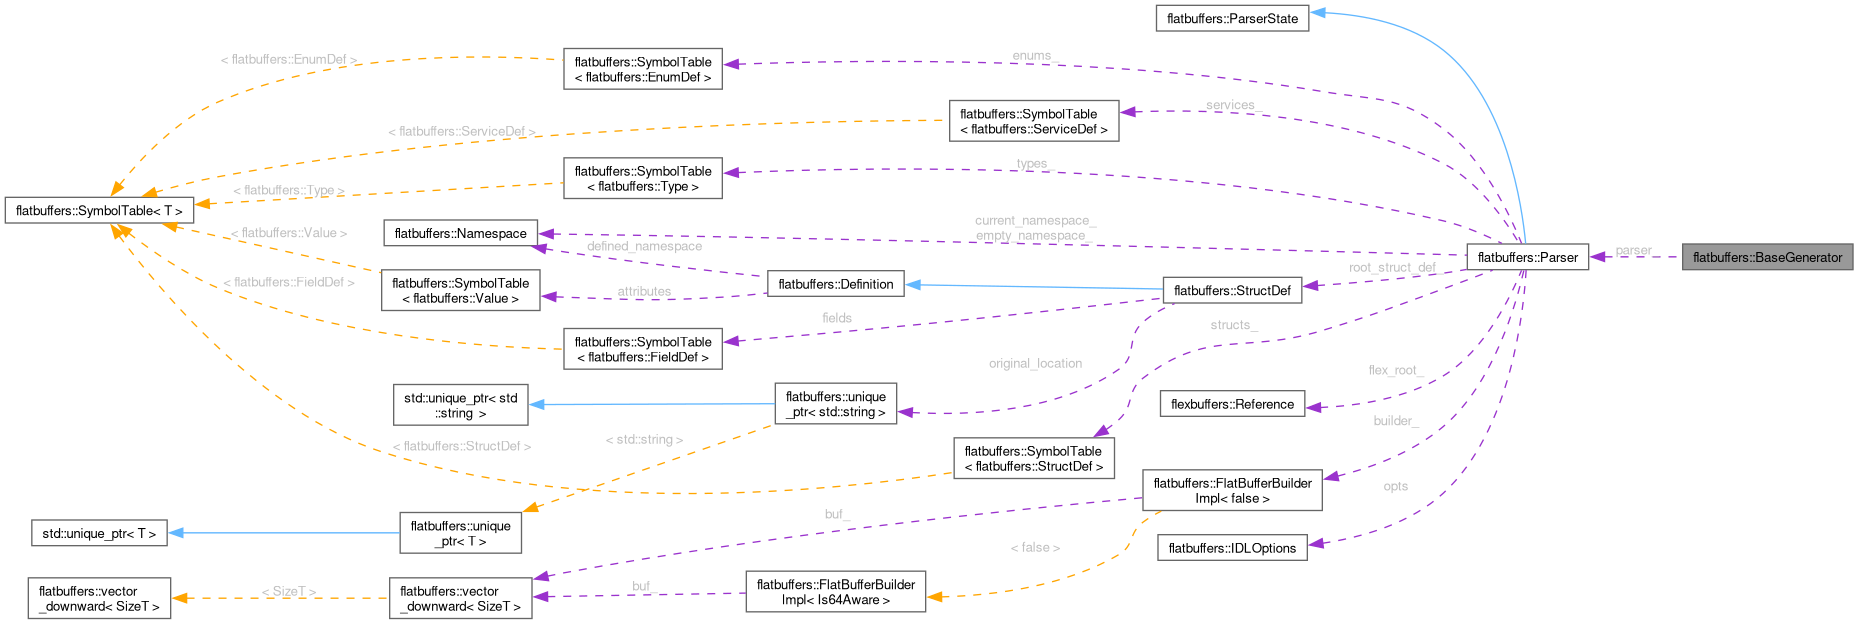 flatbuffers::ParserState
flatbuffers::SymbolTable
< flatbuffers::EnumDef >
< flatbuffers::EnumDef >
enums_
flatbuffers::SymbolTable
< flatbuffers::ServiceDef >
services_
< flatbuffers::ServiceDef >
flatbuffers::SymbolTable
< flatbuffers::Type >
types_
< flatbuffers::Type >
flatbuffers::SymbolTable< T >
flatbuffers::Namespace
current_namespace_
empty_namespace_
defined_namespace
< flatbuffers::Value >
flatbuffers::Parser
parser_
flatbuffers::BaseGenerator
root_struct_def_
flatbuffers::SymbolTable
< flatbuffers::Value >
attributes
flatbuffers::Definition
flatbuffers::StructDef
< flatbuffers::FieldDef >
fields
structs_
flatbuffers::SymbolTable
< flatbuffers::FieldDef >
original_location
flex_root_
std::unique_ptr< std
::string >
flatbuffers::unique
_ptr< std::string >
flexbuffers::Reference
builder_
< flatbuffers::StructDef >
< std::string >
flatbuffers::SymbolTable
< flatbuffers::StructDef >
flatbuffers::FlatBufferBuilder
Impl< false >
opts
std::unique_ptr< T >
flatbuffers::unique
_ptr< T >
buf_
< false >
flatbuffers::IDLOptions
flatbuffers::vector
_downward< SizeT >
< SizeT >
flatbuffers::vector
_downward< SizeT >
buf_
flatbuffers::FlatBufferBuilder
Impl< Is64Aware >